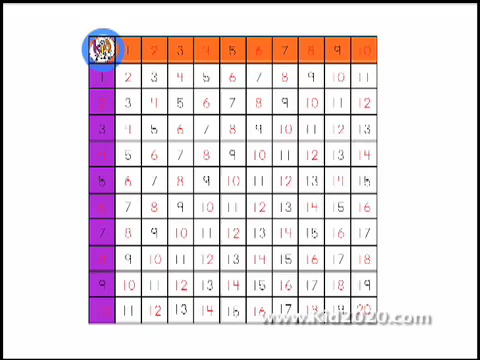 1 2 3 4 5 6 7 8 9 10
1 2 3 4 5 6 7 8 9 10 11
2 3 4 5 6 7 8 9 10 11 12
3 4 5 6 7 8 9 10 11 12 13
4 5 6 7 8 9 10 11 12 13 14
5 6 7 8 9 10 11 12 13 14 15
6 7 8 9 10 11 12 13 14 15 16
7 8 9 10 11 12 13 14 15 16 17
8 9 10 11 12 13 14 15 16 17 18
9 10 11 12 13 14 15 16 17 18 19
10 11 12 13 14 15 16 17 18 19 20
www.kid2020.com